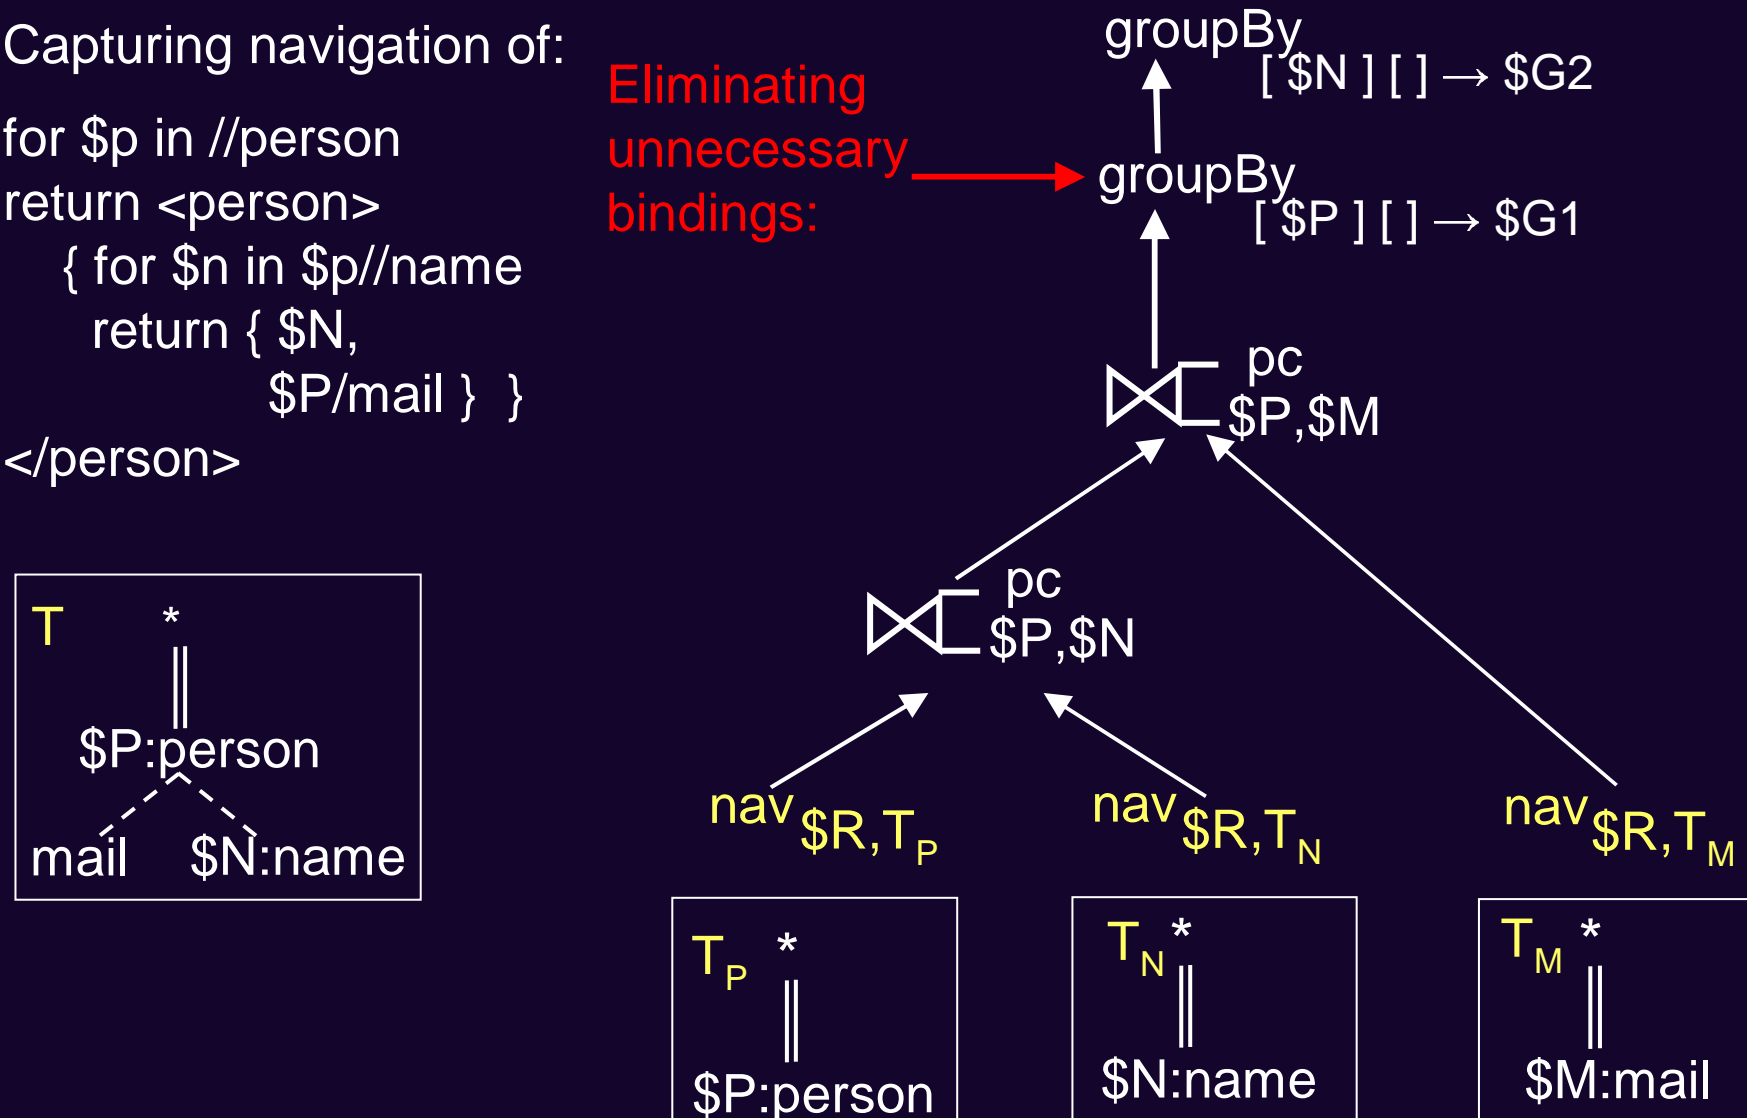 Capturing navigation of:
for $p in //person
return <person>
{ for $n in $p//name
return { $N,
$P/mail } }
</person>
Eliminating
unnecessary
bindings:
groupBy
[ $N ] [ ] → $G2
groupBy
[ $P ] [ ] → $G1
pc
$P,$M
pc
$P,$N
nav $R,TP
nav $R,TN
nav $R,TM
T *
$P:person
mail $N:name
TP *
$P:person
TN *
$N:name
TM *
$M:mail